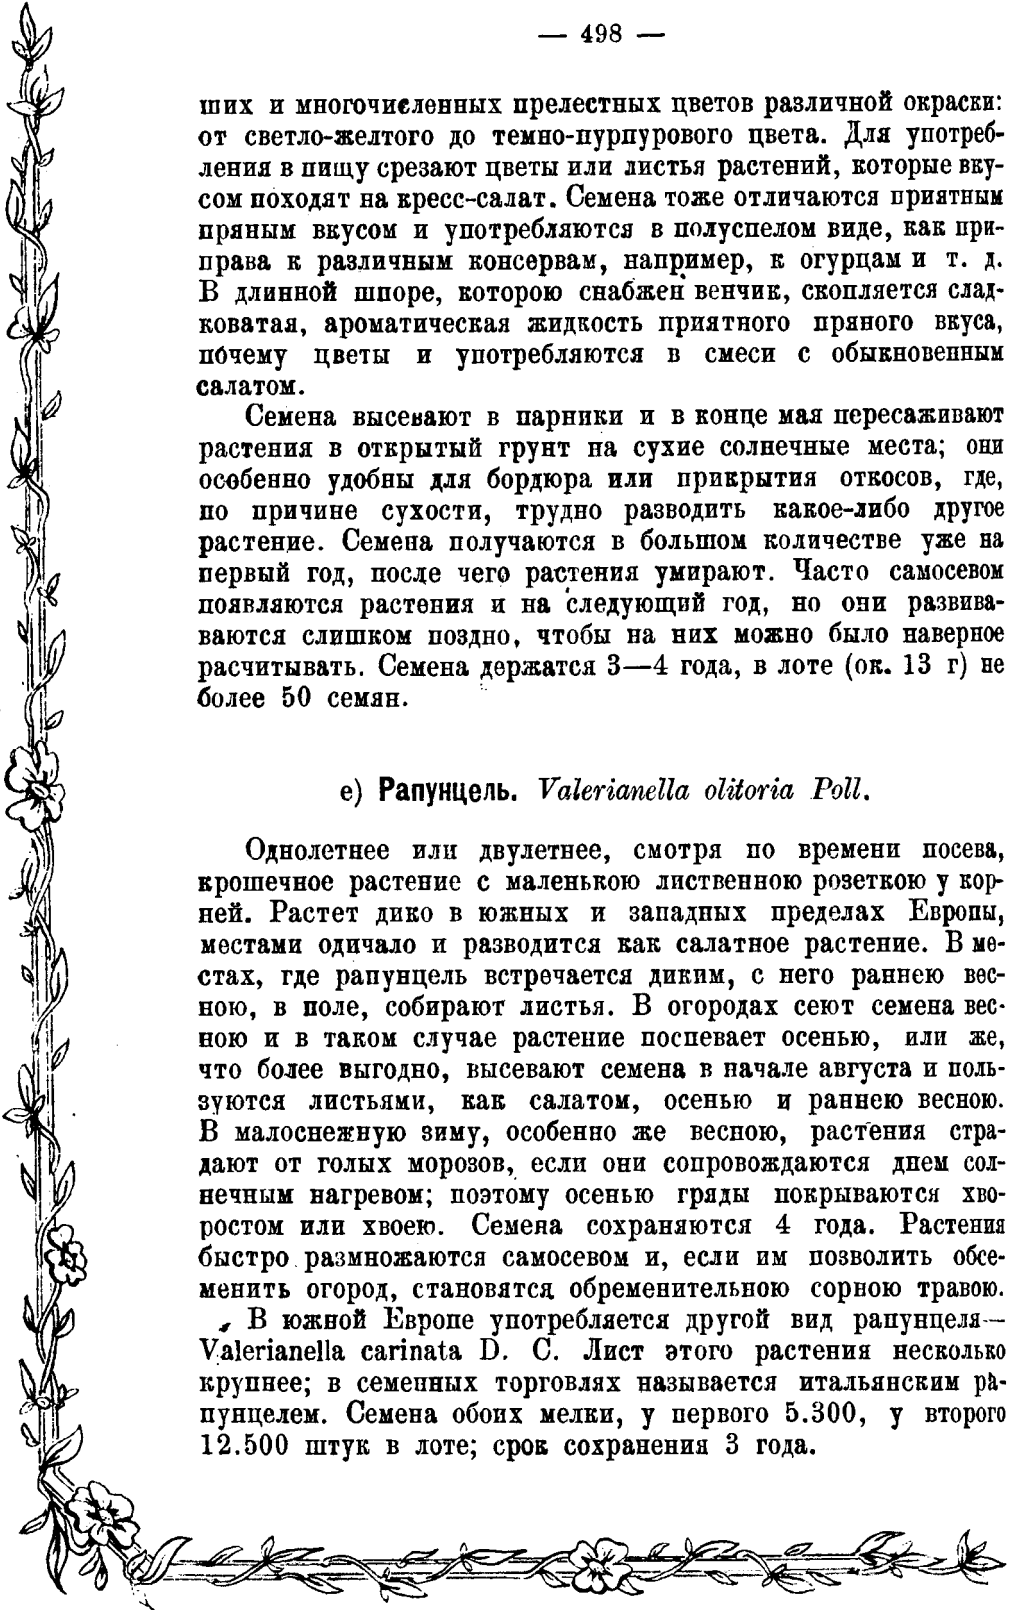 — 498 —
ших и многочисленных прелестных цветов различной окраски:
от светло-желтого до темно-пурпурового цвета. Для употреб-
ления в пищу срезают цветы или листья растений, которые вку-
сом походят на кресс-салат. Семена тоже отличаются приятным
пряным вкусом и употребляются в полуспелом виде, как при-
права к различным консервам, например, к огурцам и т. д.
В длинной шпоре, которою снабжен венчик, скопляется слад-
коватая, ароматическая жидкость приятного пряного вкуса,
почему цветы и употребляются в смеси с обыкновенным
салатом.
Семена высевают в парники и в конце мая пересаживают
растения в открытый грунт на сухие солнечные места; они
особенно удобны для бордюра или прикрытия откосов, где,
по причине сухости, трудно разводить какое-либо другое
растение. Семена получаются в большом количестве уже на
первый год, после чего растения умирают. Часто самосевом
появляются растения и на следующий год, но они развива-
ваются слишком поздно, чтобы на них можно было наверное
расчитывать. Семена держатся 3—4 года, в лоте (ок. 13 г) не
более 50 семян.
е) Рапунцель. Valerianella olitoria Poll.
Однолетнее или двулетнее, смотря по времени посева,
крошечное растение с маленькою лиственною розеткою у кор-
ней. Растет дико в южных и западных пределах Европы,
местами одичало и разводится как салатное растение. В ме-
стах, где рапунцель встречается диким, с него раннею вес-
ною, в поле, собирают листья. В огородах сеют семена вес-
ною и в таком случае растение поспевает осенью, или же,
что более выгодно, высевают семена в начале августа и поль-
зуются листьями, как салатом, осенью и раннею весною.
В малоснежную зиму, особенно же весною, растения стра-
дают от голых морозов, если они сопровождаются днем сол-
нечным нагревом; поэтому осенью гряды покрываются хво-
ростом или хвоею. Семена сохраняются 4 года. Растения
быстро размножаются самосевом и, если им позволить обсе-
менить огород, становятся обременительною сорною травою.
В южной Европе употребляется другой вид рапунцеля—
Valerianella carinata D. C. Лист этого растения несколько
крупнее; в семенных торговлях называется итальянским ра-
пунцелем. Семена обоих мелки, у первого 5.300, у второго
12.500 штук в лоте; срок сохранения 3 года.